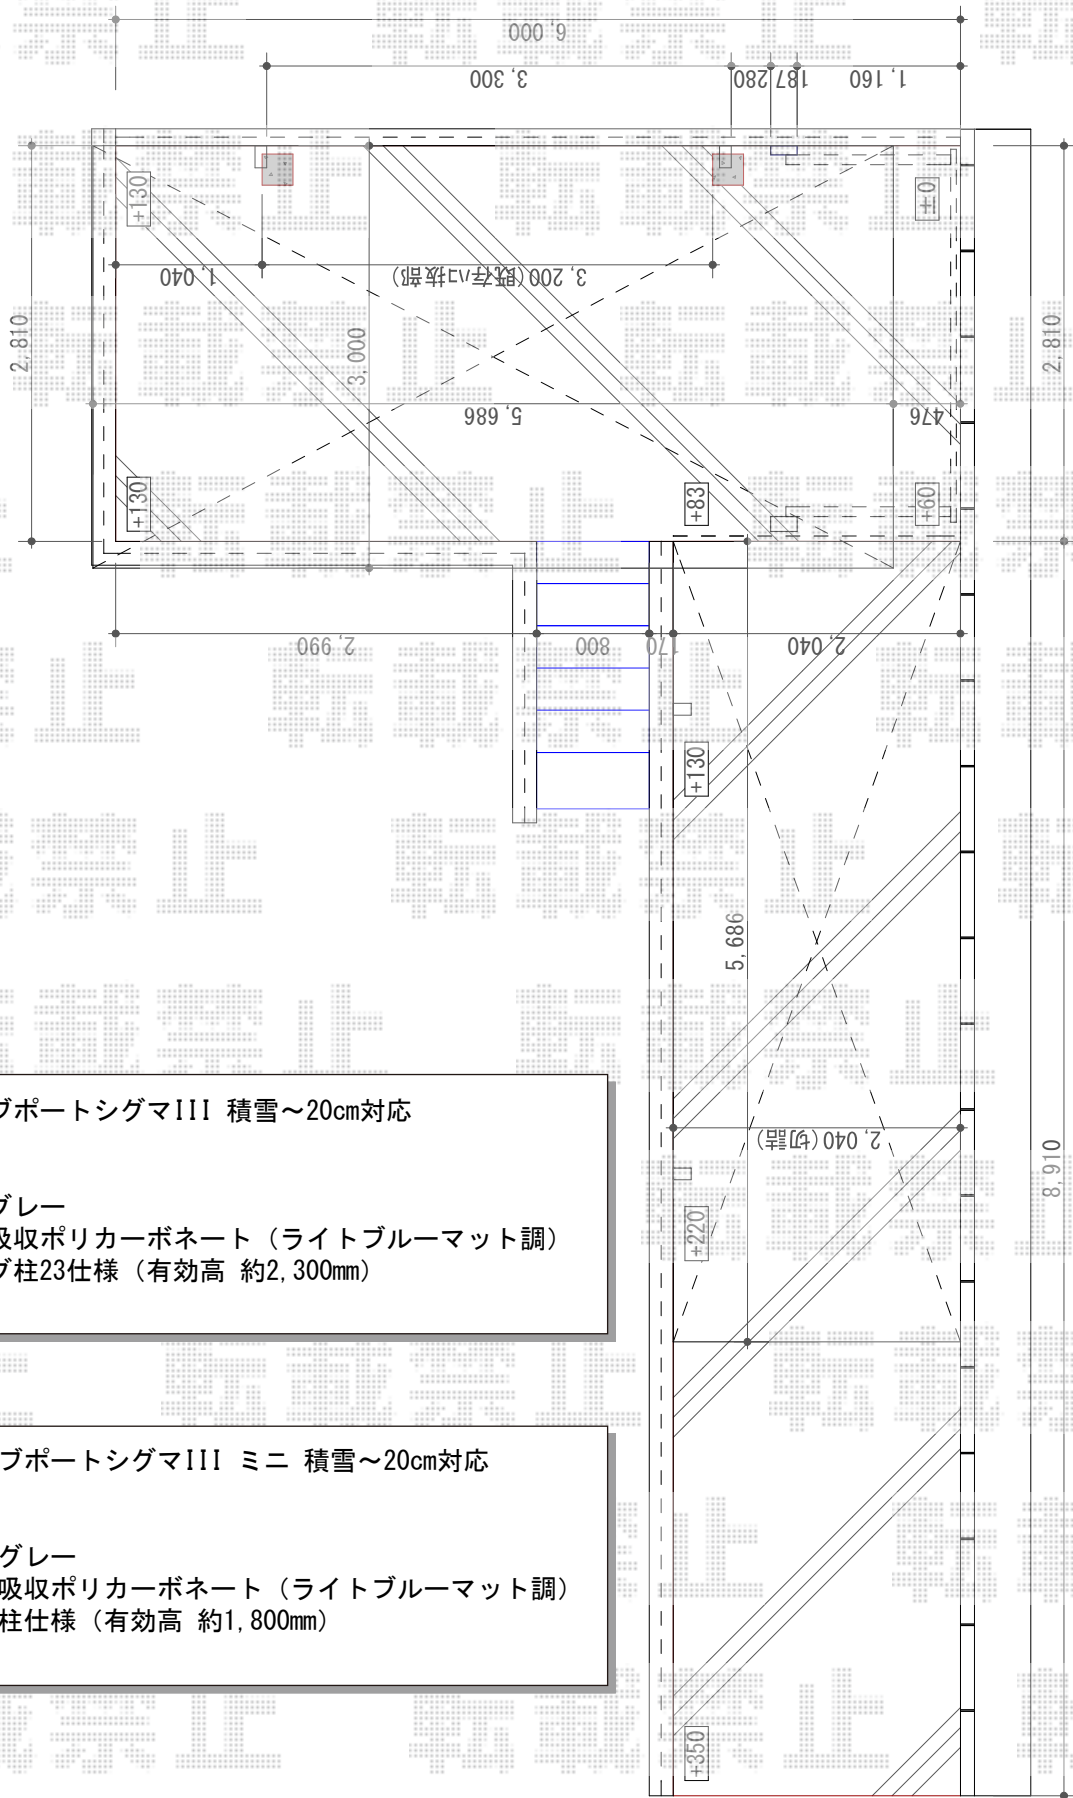 6,000
3,300
280
187
1,160
+130
±0
1,040
3,200(既存ハコ抜部)
2,810
3,000
2,810
5,686
476
+130
+83
+60
2,990
800
170
2,040
+130
5,686
2,040(切詰)
8,910
+220
ブポートシグマIII 積雪～20cm対応
グレー
吸収ポリカーボネート（ライトブルーマット調）
ブ柱23仕様（有効高 約2,300mm）
ブポートシグマIII ミニ 積雪～20cm対応
グレー
吸収ポリカーボネート（ライトブルーマット調）
柱仕様（有効高 約1,800mm）
+350
転載禁止